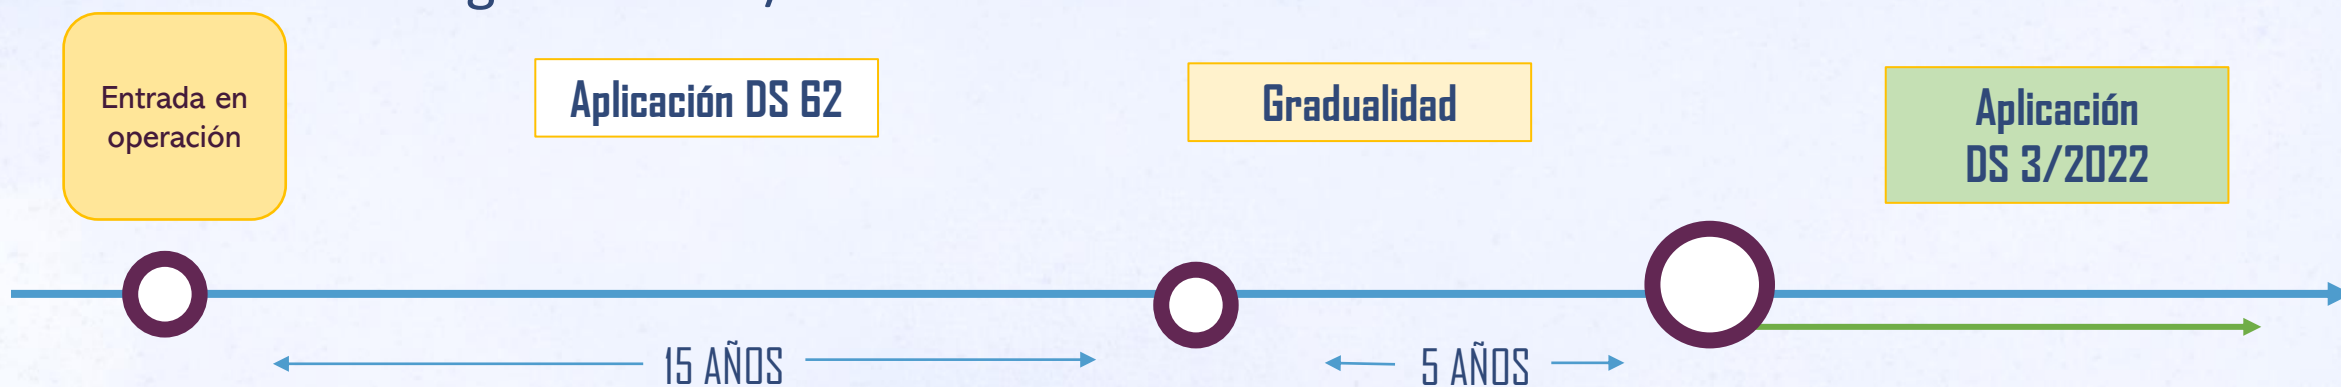 Entrada en
operación
Aplicación DS 62
Gradualidad
Aplicación
DS 3/2022
15 AÑOS
5 AÑOS